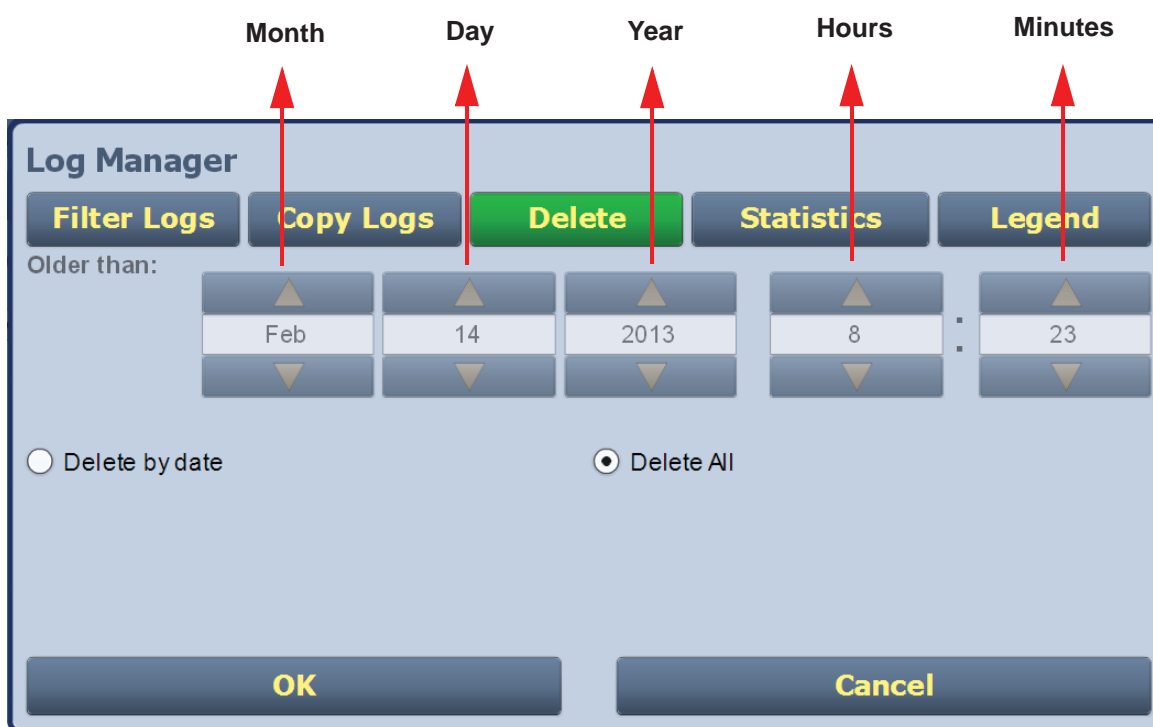 Month Day Year Hours Minutes
Log Manager
Filter Logs Copy Logs Delete Statistics Legend
Older than:
Feb 14 2013 8 : 23
Delete by date Delete All
OK Cancel